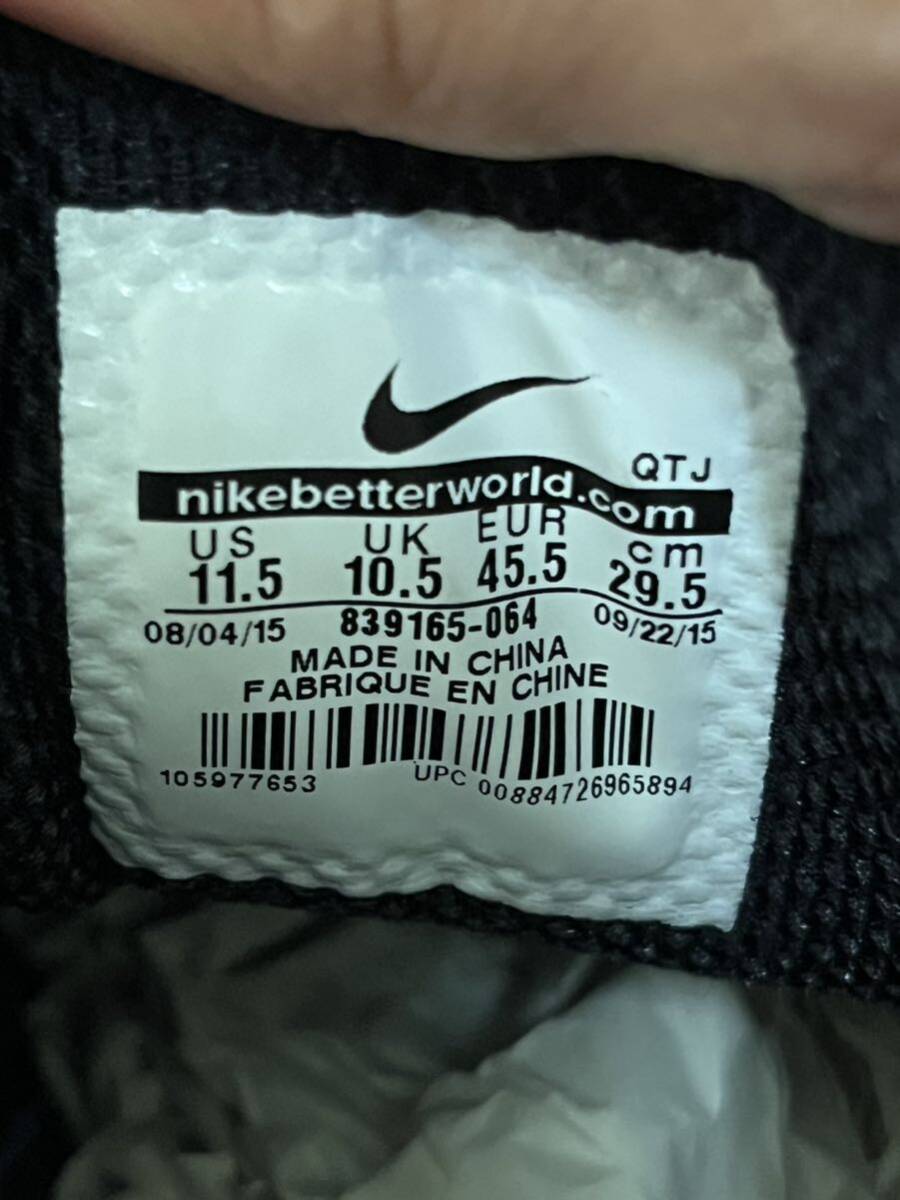 QTJ
nikebetterworld.com
US UK EUR cm
11.5 10.5 45.5 29.5
08/04/15 839165-064 09/22/15
MADE IN CHINA
FABRIQUE EN CHINE
105977653 UPC 00884726965894